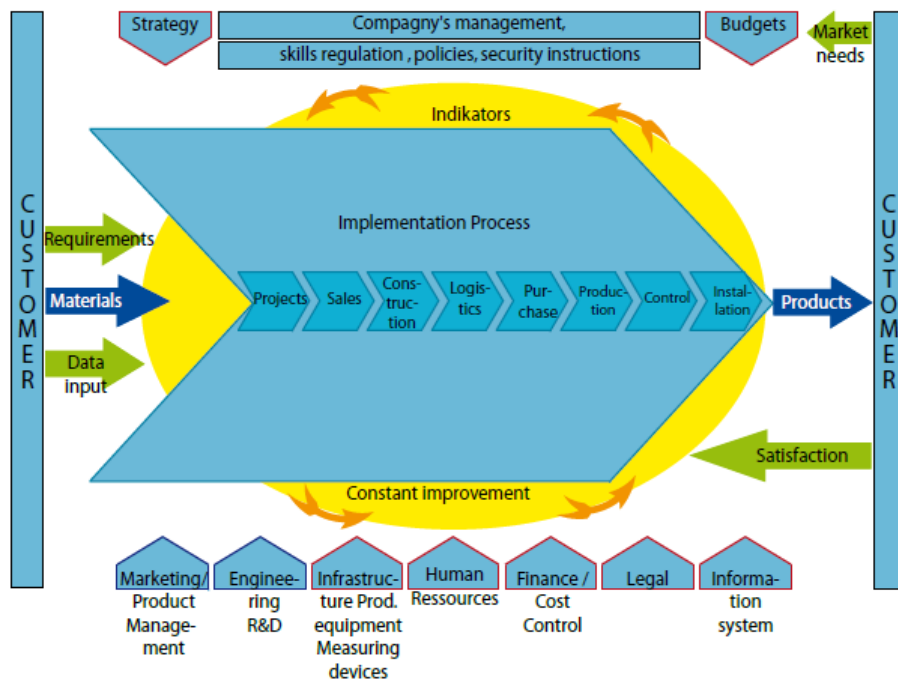 Strategy
Compagny's management,
skills regulation , policies, security instructions
Budgets
Market
needs
Indikators
CUSTOMER
Requirements
Materials
Data
input
Implementation Process
Projects
Sales
Cons-
truc-
tion
Logis-
tics
Pur-
chase
Produc-
tion
Control
Instal-
lation
Products
CUSTOMER
Satisfaction
Constant improvement
Marketing/
Product
Manage-
ment
Enginee-
ring
R&D
Infrastruc-
ture Prod.
equipment
Measuring
devices
Human
Ressources
Finance /
Cost
Control
Legal
Informa-
tion
system